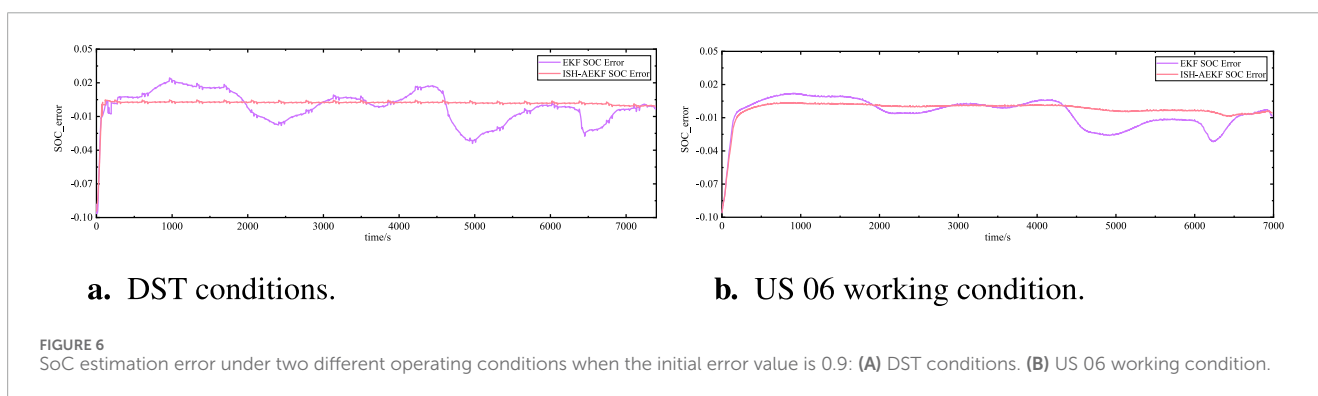 0.05
0.02
-0.01
-0.04
-0.07
-0.10
SOC_error
EKF SOC Error
ISH-AEKF SOC Error
0 1000 2000 3000 4000 5000 6000 7000
time/s
0.05
0.02
-0.01
-0.04
-0.07
-0.10
SOC_error
EKF SOC Error
ISH-AEKF SOC Error
0 1000 2000 3000 4000 5000 6000 7000
time/s
a. DST conditions.
b. US 06 working condition.
FIGURE 6
SoC estimation error under two different operating conditions when the initial error value is 0.9: (A) DST conditions. (B) US 06 working condition.